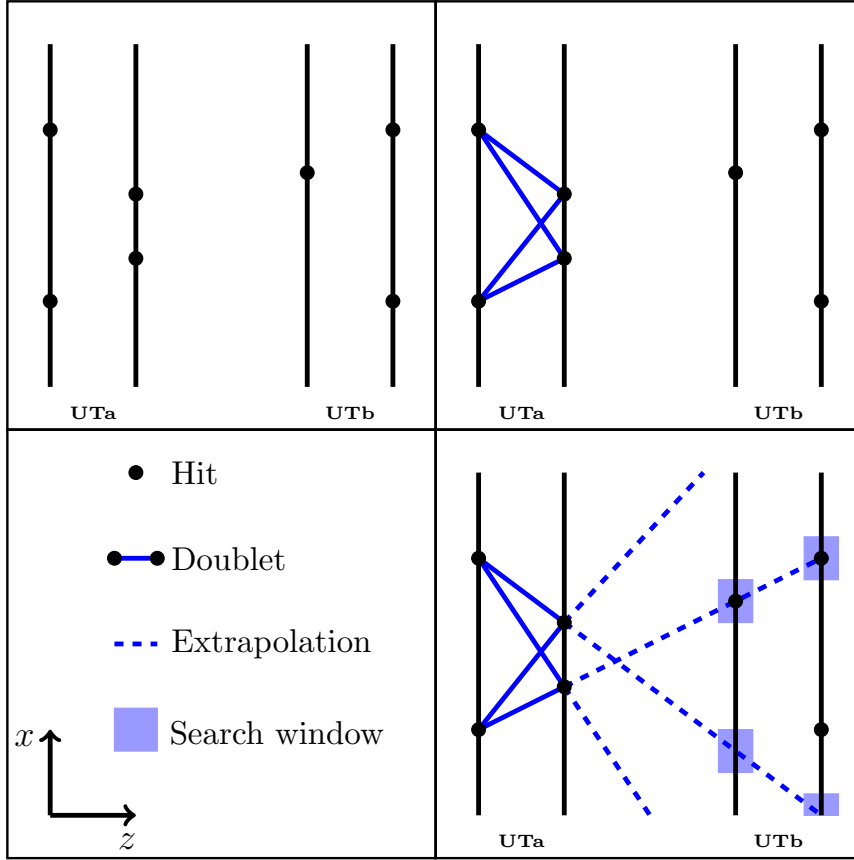 UTa UTb
UTa UTb
Hit
Doublet
Extrapolation
Search window
x
z
UTa UTb